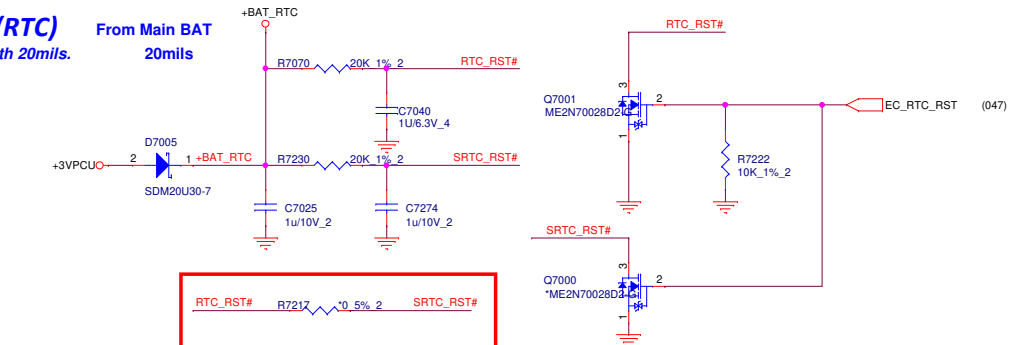 +BAT_RTC
(RTC) From Main BAT
th 20mils. 20mils
RTC_RST#
R7070 20K_1%_2 RTC_RST#
3
Q7001
ME2N70028D2-G
2
1
EC_RTC_RST (047)
C7040
1U/6.3V_4
D7005
+3VPCU 2 1 +BAT_RTC
SDM20U30-7
R7230 20K_1%_2 SRTC_RST#
R7222
10K_1%_2
C7025
1u/10V_2
C7274
1u/10V_2
SRTC_RST#
3
Q7000
*ME2N70028D2-G
2
1
RTC_RST# R7217 *0_5%_2 SRTC_RST#